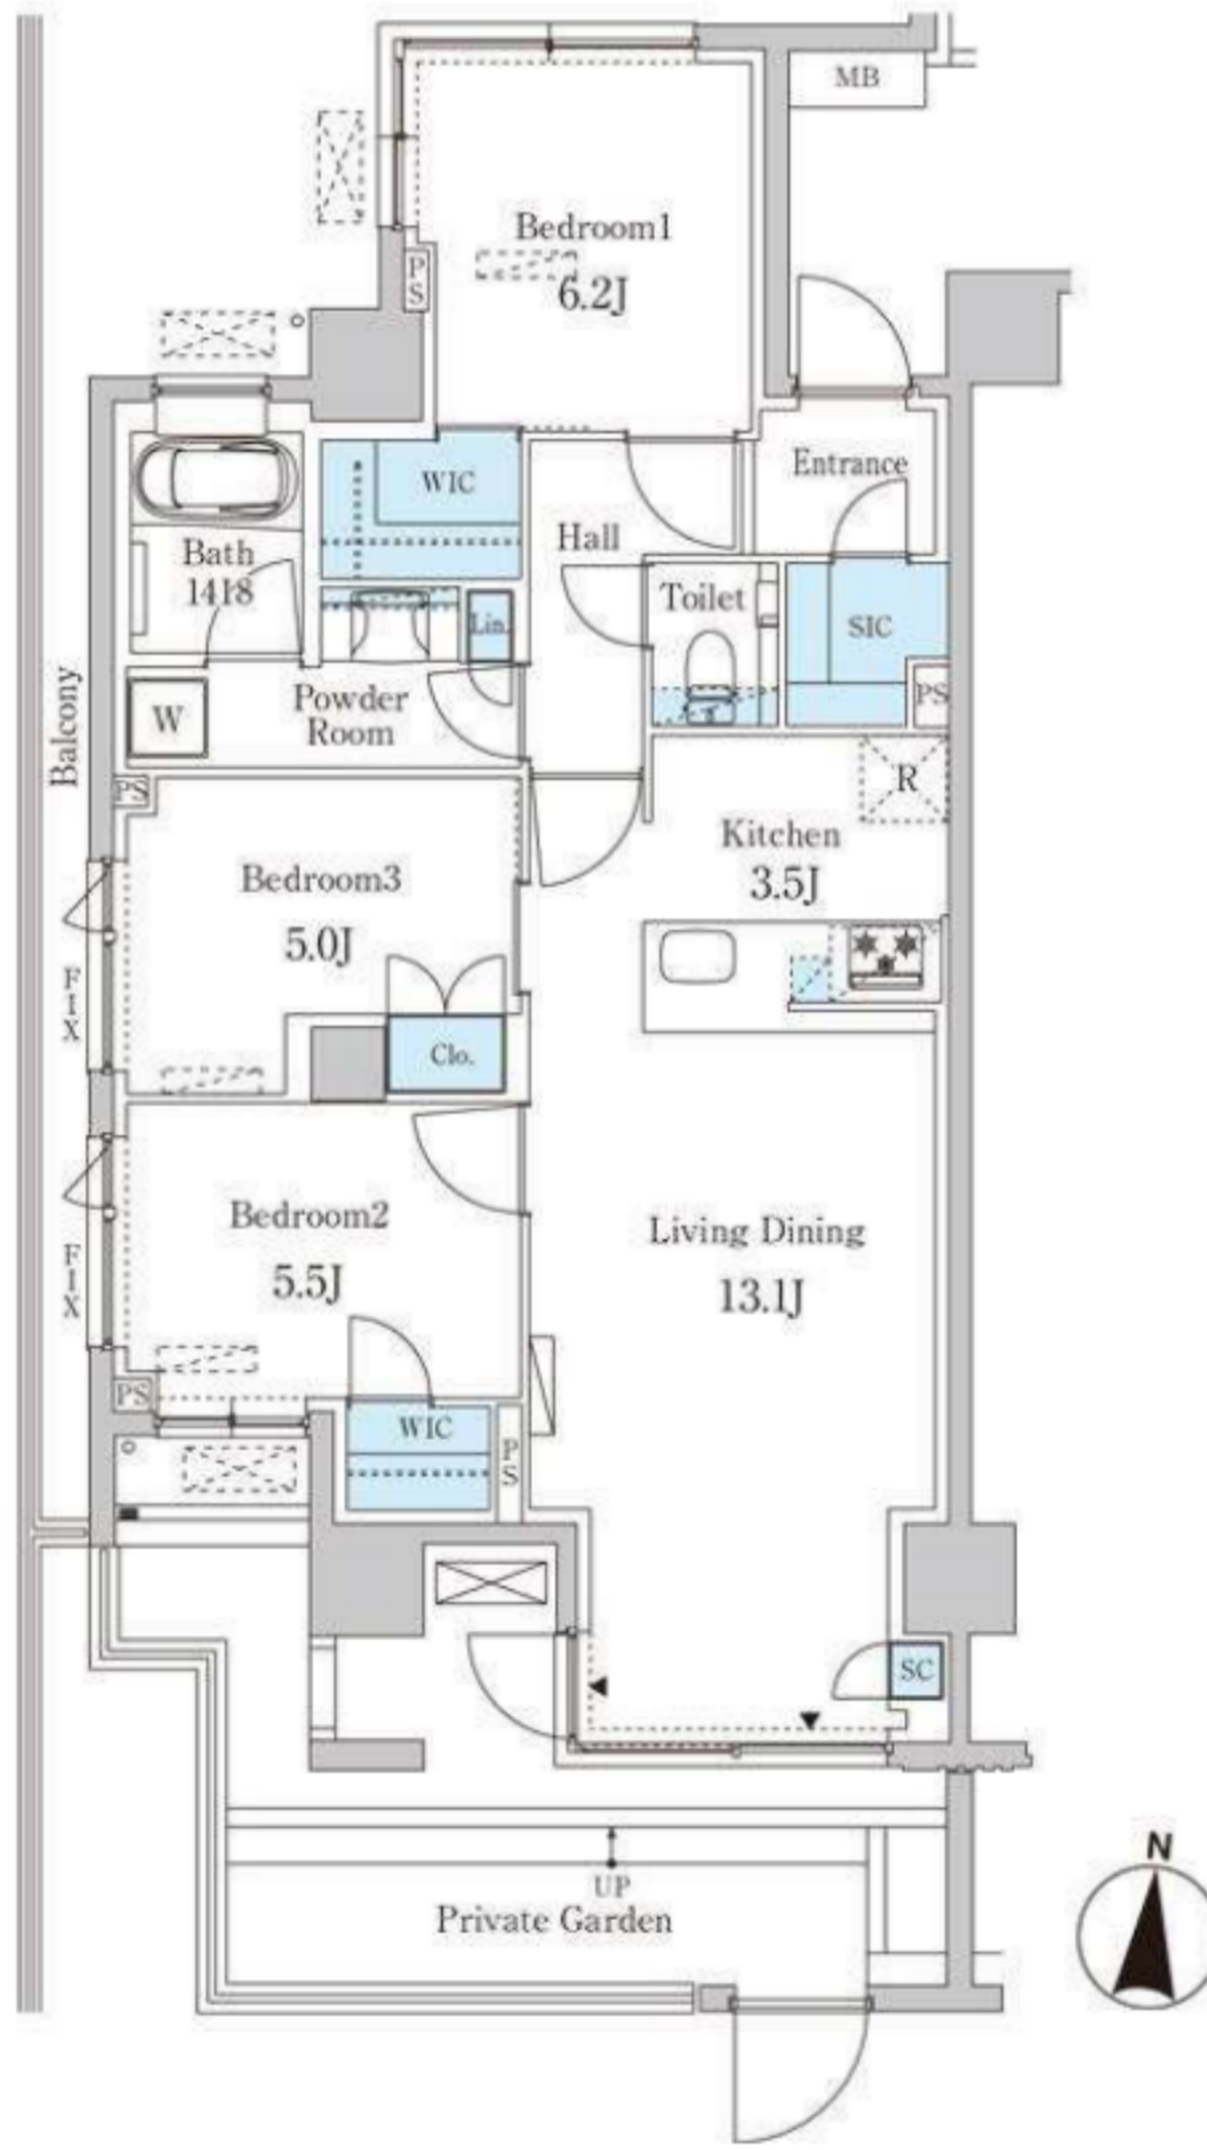 MB
Bedroom1
6.2J
PS
Entrance
WIC
Hall
Bath
1418
Toilet
SIC
Lin.
PS
W
Powder
Room
Balcony
PS
R
Kitchen
3.5J
Bedroom3
5.0J
FIX
Clo.
Bedroom2
5.5J
Living Dining
13.1J
FIX
PS
WIC
PS
SC
UP
Private Garden
N